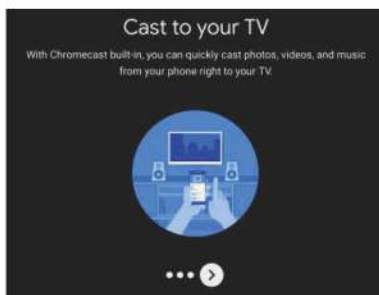 Cast to your TV
With Chromecast built-in, you can quickly cast photos, videos, and music
from your phone right to your TV.